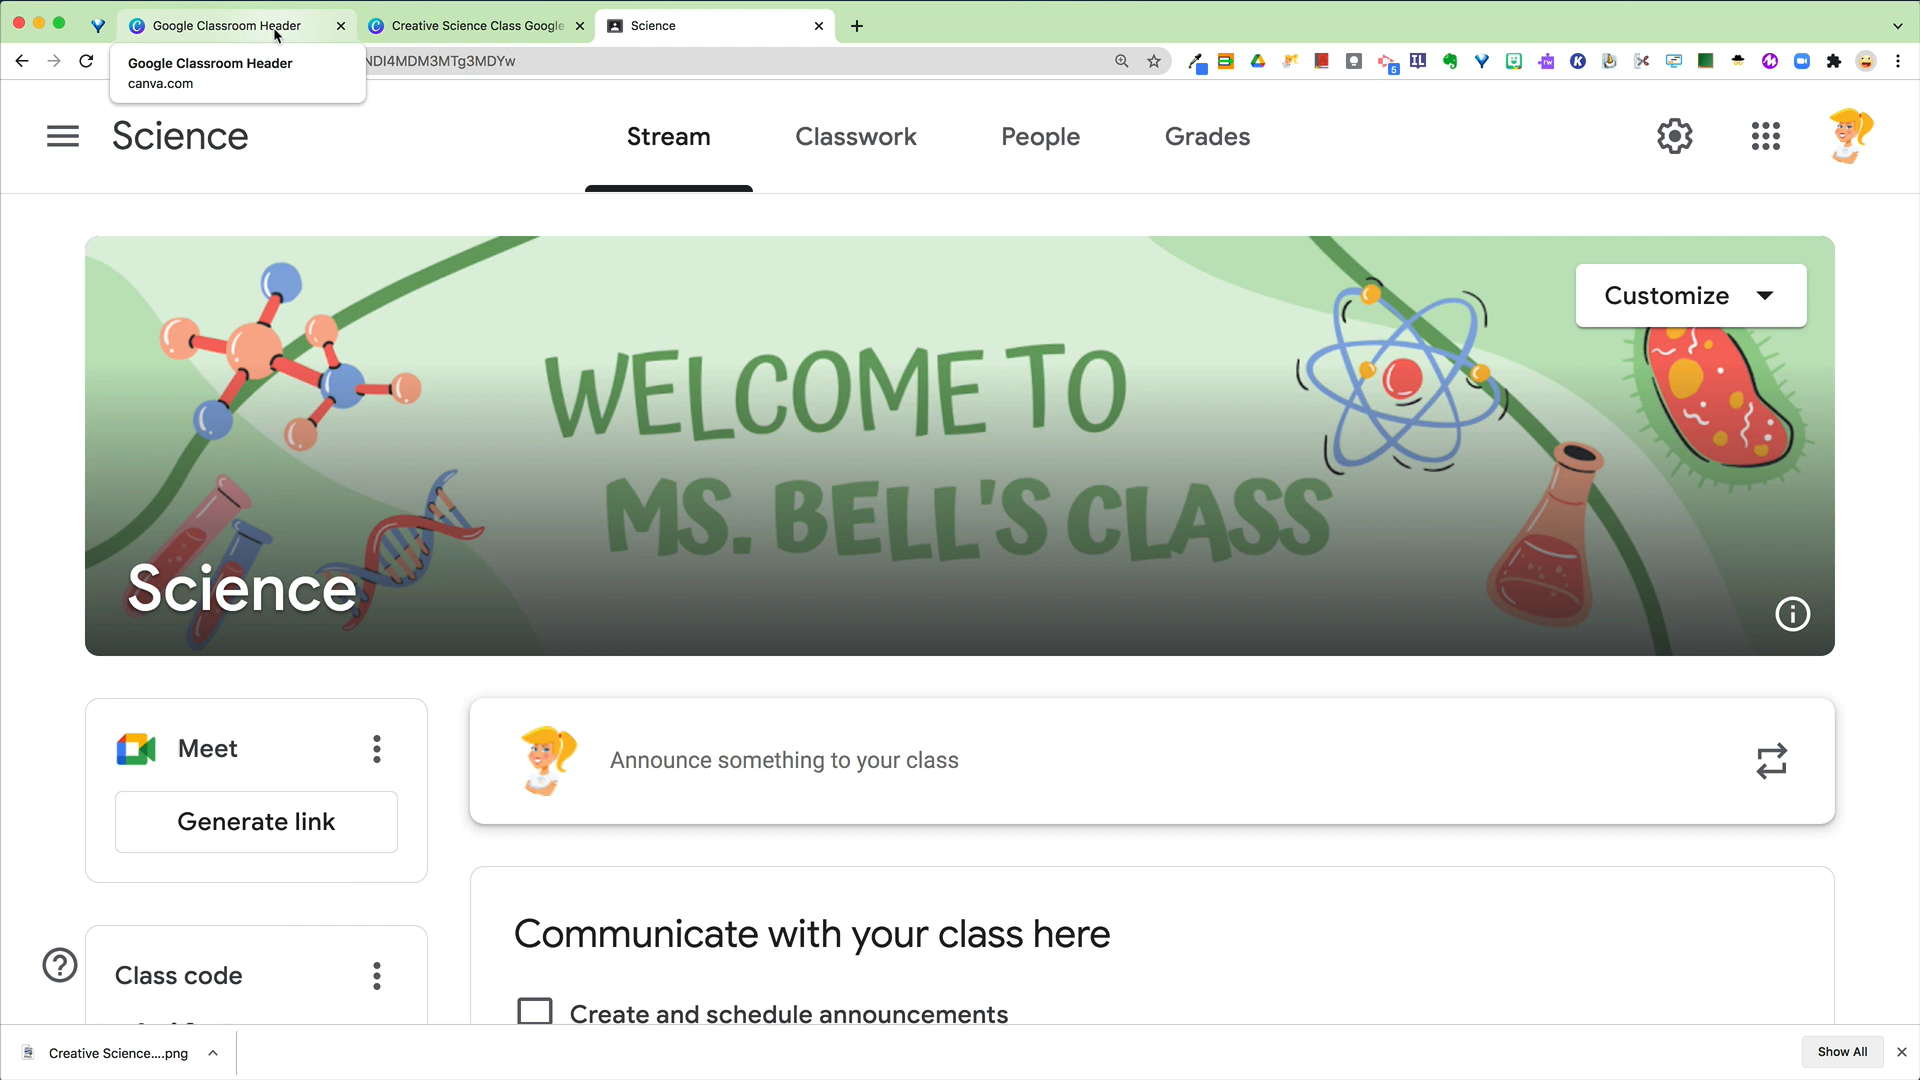 Google Classroom Header
Creative Science Class Google
Science
Google Classroom Header
canva.com
NDI4MDM3MTg3MDYw
5
Science
Stream
Classwork
People
Grades
Customize
WELCOME TO
MS. BELL'S CLASS
Science
Meet
Generate link
Announce something to your class
Communicate with your class here
Class code
Create and schedule announcements
Creative Science....png
Show All